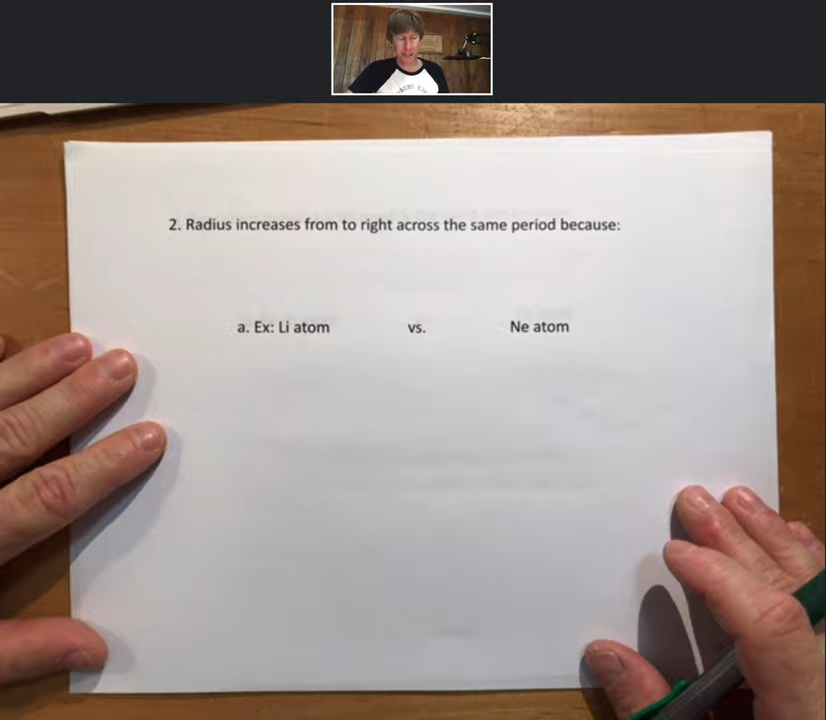 2. Radius increases from to right across the same period because:
a. Ex: Li atom vs. Ne atom